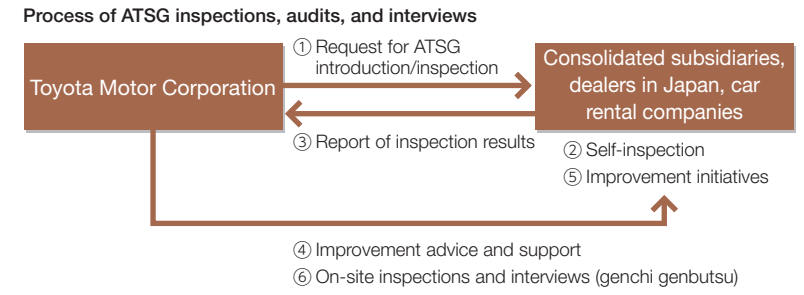 Process of ATSG inspections, audits, and interviews
Toyota Motor Corporation
① Request for ATSG
introduction/inspection
Consolidated subsidiaries,
dealers in Japan, car
rental companies
③ Report of inspection results
② Self-inspection
⑤ Improvement initiatives
④ Improvement advice and support
⑥ On-site inspections and interviews (genchi genbutsu)